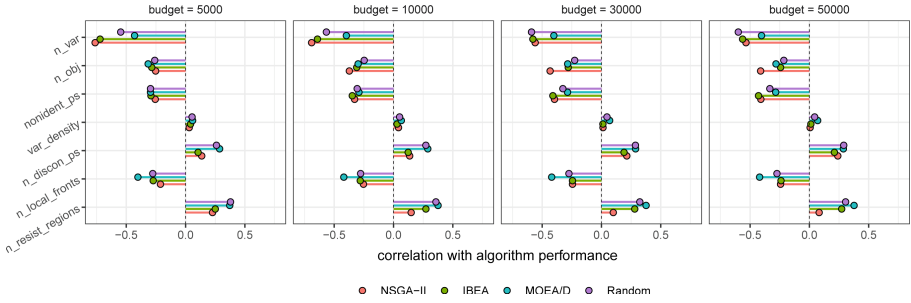 budget = 5000 budget = 10000 budget = 30000 budget = 50000
n_var
n_obj
nonident_ps
var_density
n_discon_ps
n_local_fronts
n_resist_regions
−0.5 0.0 0.5 −0.5 0.0 0.5 −0.5 0.0 0.5 −0.5 0.0 0.5
correlation with algorithm performance
NSGA−II IBEA MOEA/D Random